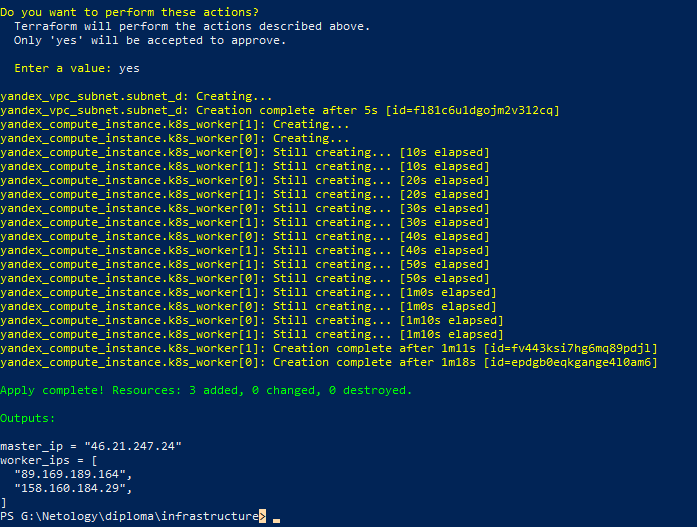 Do you want to perform these actions?
  Terraform will perform the actions described above.
  Only 'yes' will be accepted to approve.

  Enter a value: yes

yandex_vpc_subnet.subnet_d: Creating...
yandex_vpc_subnet.subnet_d: Creation complete after 5s [id=fl81c6u1dgojm2v312cq]
yandex_compute_instance.k8s_worker[1]: Creating...
yandex_compute_instance.k8s_worker[0]: Creating...
yandex_compute_instance.k8s_worker[0]: Still creating... [10s elapsed]
yandex_compute_instance.k8s_worker[1]: Still creating... [10s elapsed]
yandex_compute_instance.k8s_worker[0]: Still creating... [20s elapsed]
yandex_compute_instance.k8s_worker[1]: Still creating... [20s elapsed]
yandex_compute_instance.k8s_worker[0]: Still creating... [30s elapsed]
yandex_compute_instance.k8s_worker[1]: Still creating... [30s elapsed]
yandex_compute_instance.k8s_worker[0]: Still creating... [40s elapsed]
yandex_compute_instance.k8s_worker[1]: Still creating... [40s elapsed]
yandex_compute_instance.k8s_worker[1]: Still creating... [50s elapsed]
yandex_compute_instance.k8s_worker[0]: Still creating... [50s elapsed]
yandex_compute_instance.k8s_worker[1]: Still creating... [1m0s elapsed]
yandex_compute_instance.k8s_worker[0]: Still creating... [1m0s elapsed]
yandex_compute_instance.k8s_worker[0]: Still creating... [1m10s elapsed]
yandex_compute_instance.k8s_worker[1]: Still creating... [1m10s elapsed]
yandex_compute_instance.k8s_worker[1]: Creation complete after 1m11s [id=fv443ksi7hg6mq89pdjl]
yandex_compute_instance.k8s_worker[0]: Creation complete after 1m18s [id=epdgb0eqkgange4l0am6]

Apply complete! Resources: 3 added, 0 changed, 0 destroyed.

Outputs:

master_ip = "46.21.247.24"
worker_ips = [
  "89.169.189.164",
  "158.160.184.29",
]
PS G:\Netology\diploma\infrastructure> _